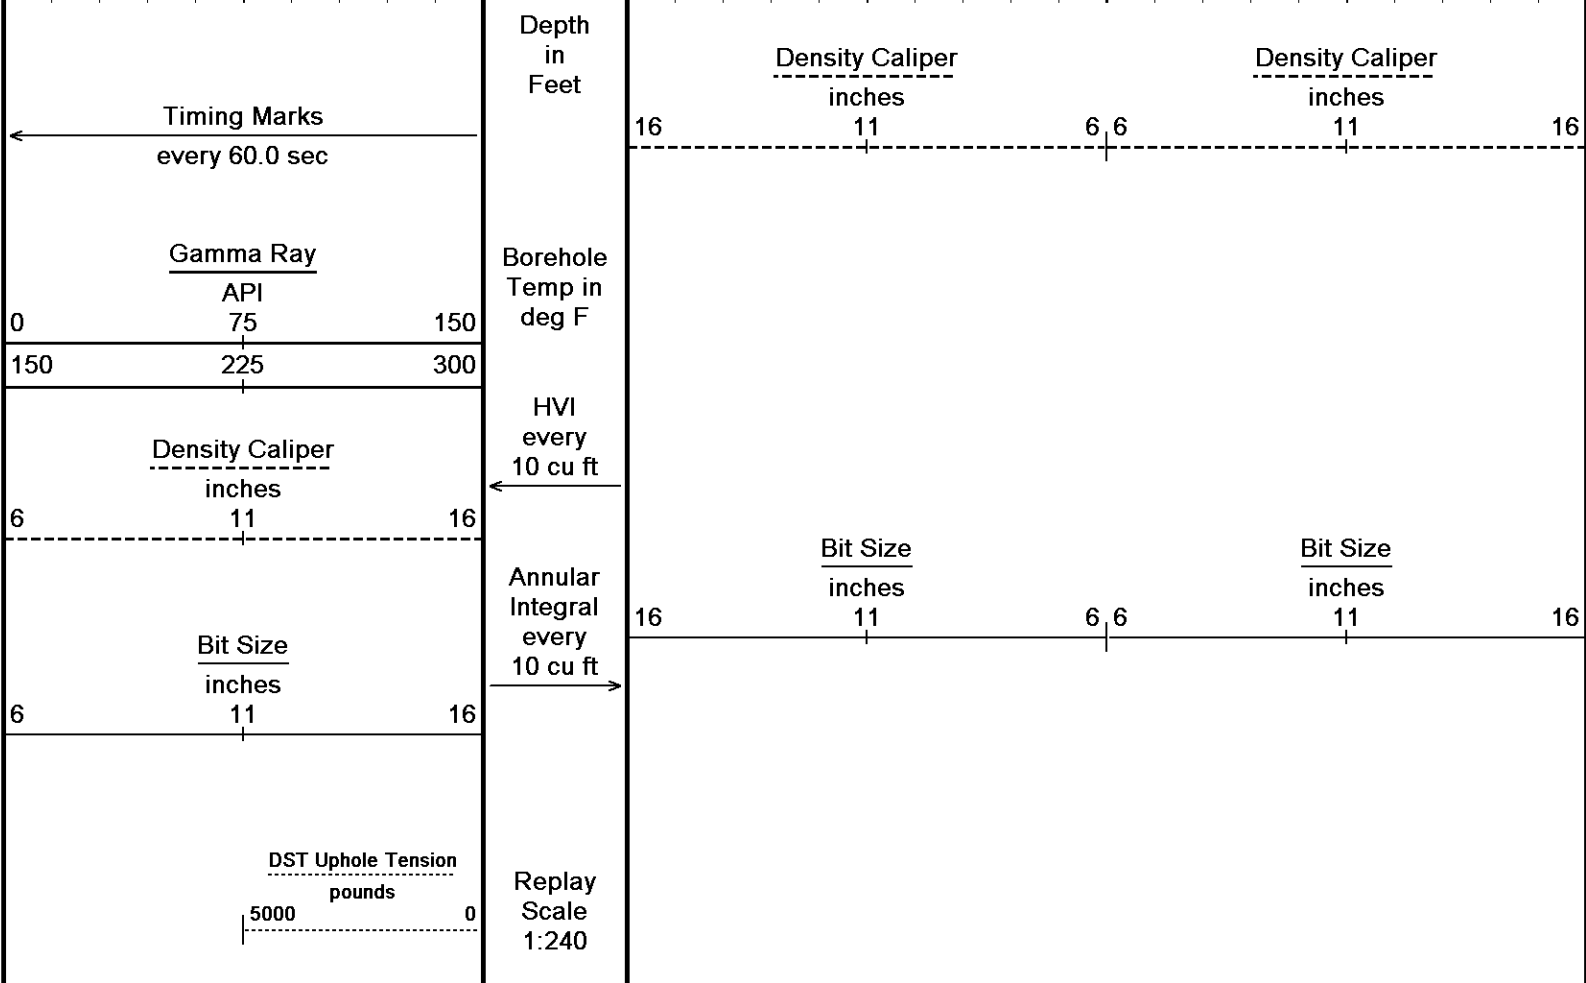 Timing Marks
every 60.0 sec
Gamma Ray
API
0 75 150
150 225 300
Density Caliper
inches
6 11 16
Bit Size
inches
6 11 16
DST Uphole Tension
pounds
5000 0
Depth
in
Feet
Borehole
Temp in
deg F
HVI
every
10 cu ft
Annular
Integral
every
10 cu ft
Replay
Scale
1:240
Density Caliper Density Caliper
inches inches
16 11 6 6 11 16
Bit Size Bit Size
inches inches
16 11 6 6 11 16